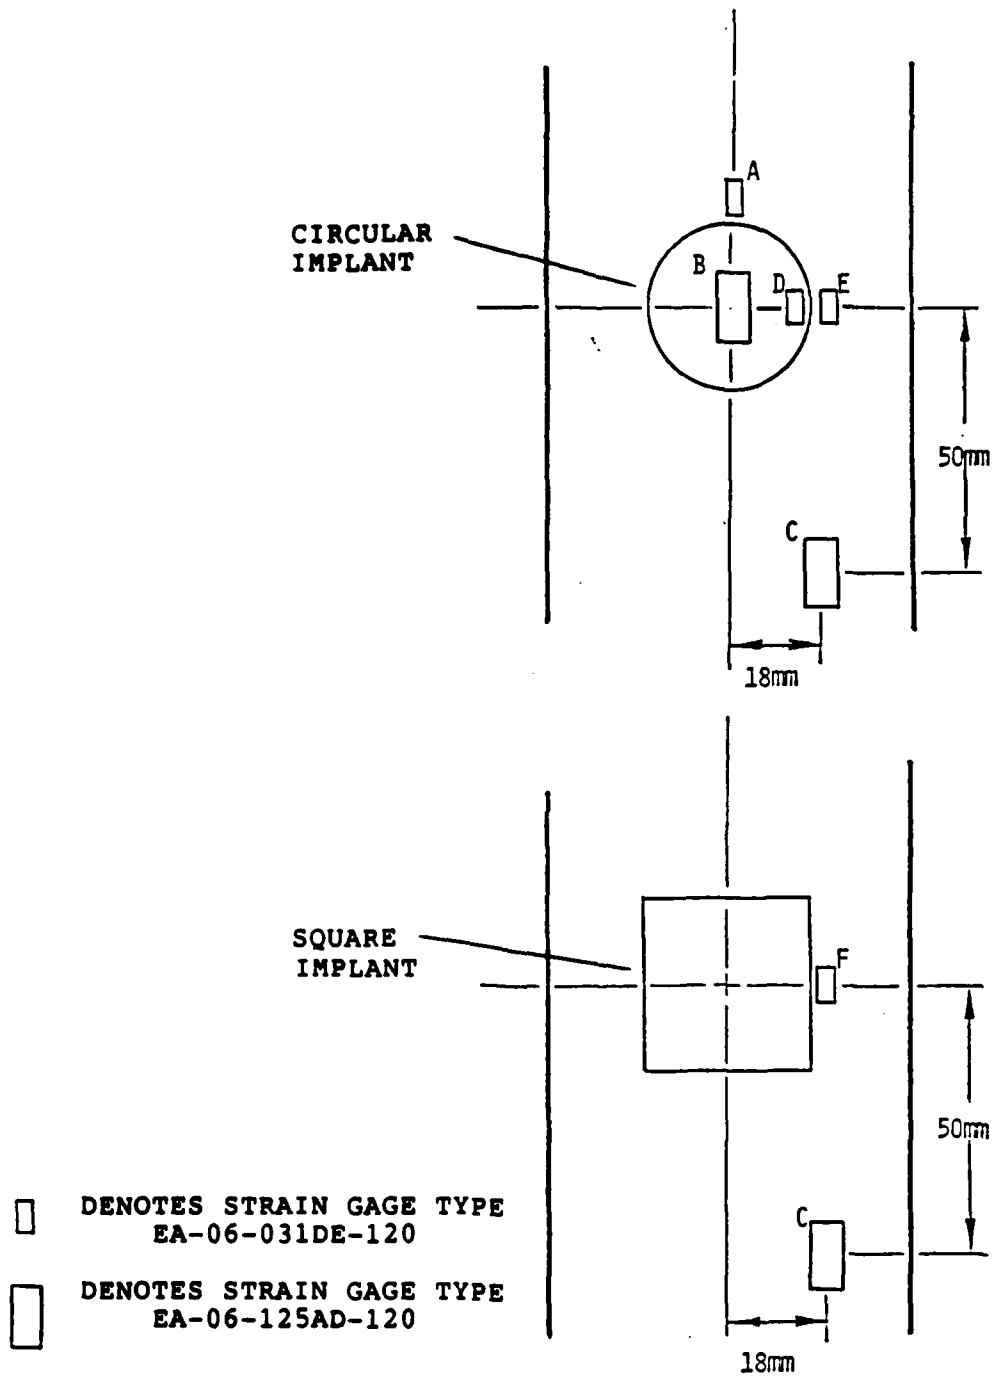 A
CIRCULAR
IMPLANT
B
D
E
50mm
C
18mm
SQUARE
IMPLANT
F
50mm
C
DENOTES STRAIN GAGE TYPE
EA-06-031DE-120
DENOTES STRAIN GAGE TYPE
EA-06-125AD-120
18mm